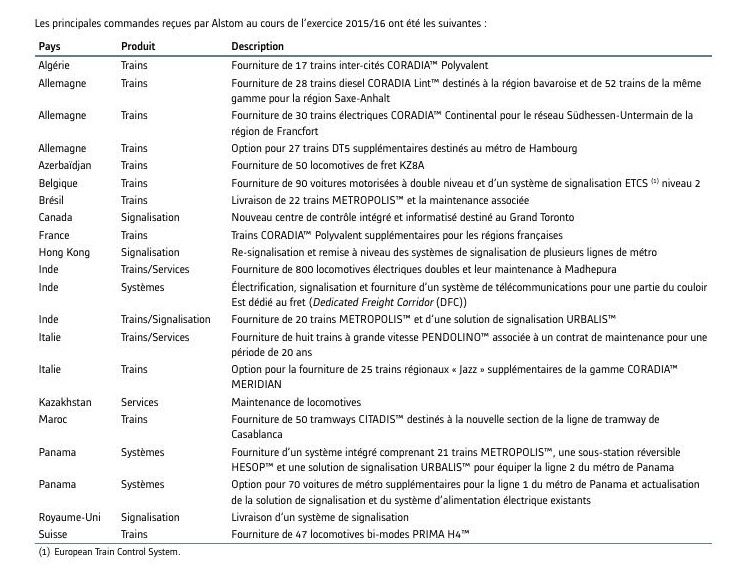 Les principales commandes reçues par Alstom au cours de l'exercice 2015/16 ont été les suivantes :
Pays Produit Description
Algérie Trains Fourniture de 17 trains inter-cités CORADIA™ Polyvalent
Allemagne Trains Fourniture de 28 trains diesel CORADIA Lint™ destinés à la région bavaroise et de 52 trains de la même
gamme pour la région Saxe-Anhalt
Allemagne Trains Fourniture de 30 trains électriques CORADIA™ Continental pour le réseau Südhessen-Untermain de la
région de Francfort
Allemagne Trains Option pour 27 trains DT5 supplémentaires destinés au métro de Hambourg
Azerbaïdjan Trains Fourniture de 50 locomotives de fret KZ8A
Belgique Trains Fourniture de 90 voitures motorisées à double niveau et d'un système de signalisation ETCS (1) niveau 2
Brésil Trains Livraison de 22 trains METROPOLIS™ et la maintenance associée
Canada Signalisation Nouveau centre de contrôle intégré et informatisé destiné au Grand Toronto
France Trains Trains CORADIA™ Polyvalent supplémentaires pour les régions françaises
Hong Kong Signalisation Re-signalisation et remise à niveau des systèmes de signalisation de plusieurs lignes de métro
Inde Trains/Services Fourniture de 800 locomotives électriques doubles et leur maintenance à Madhepura
Inde Systèmes Électrification, signalisation et fourniture d'un système de télécommunications pour une partie du couloir
Est dédié au fret (Dedicated Freight Corridor (DFC))
Inde Trains/Signalisation Fourniture de 20 trains METROPOLIS™ et d'une solution de signalisation URBALIS™
Italie Trains/Services Fourniture de huit trains à grande vitesse PENDOLINO™ associée à un contrat de maintenance pour une
période de 20 ans
Italie Trains Option pour la fourniture de 25 trains régionaux « Jazz » supplémentaires de la gamme CORADIA™
MERIDIAN
Kazakhstan Services Maintenance de locomotives
Maroc Trains Fourniture de 50 tramways CITADIS™ destinés à la nouvelle section de la ligne de tramway de
Casablanca
Panama Systèmes Fourniture d'un système intégré comprenant 21 trains METROPOLIS™, une sous-station réversible
HESOP™ et une solution de signalisation URBALIS™ pour équiper la ligne 2 du métro de Panama
Panama Systèmes Option pour 70 voitures de métro supplémentaires pour la ligne 1 du métro de Panama et actualisation
de la solution de signalisation et du système d'alimentation électrique existants
Royaume-Uni Signalisation Livraison d'un système de signalisation
Suisse Trains Fourniture de 47 locomotives bi-modes PRIMA H4™
(1) European Train Control System.